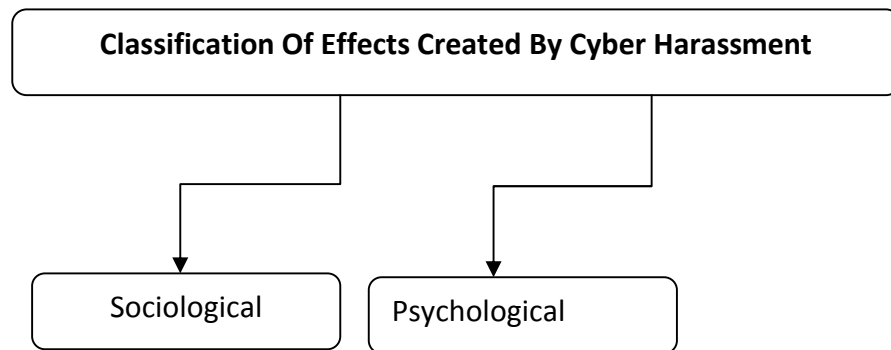 Classification Of Effects Created By Cyber Harassment
Sociological
Psychological